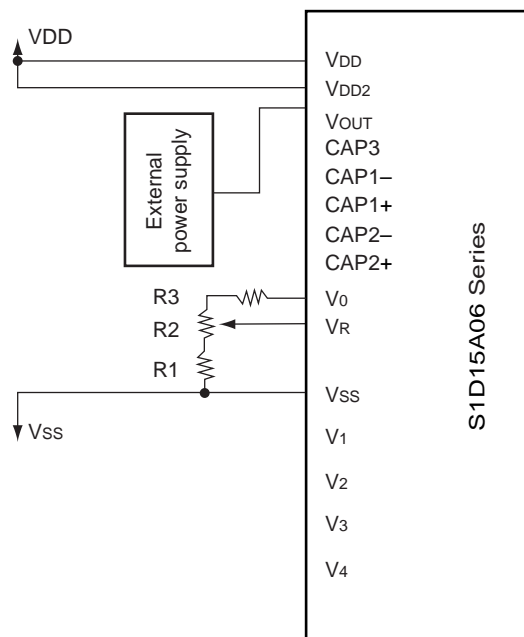 VDD
VDD
VDD2
VOUT
CAP3
CAP1–
CAP1+
CAP2–
CAP2+
External
power supply
R3
V0
R2
VR
R1
VSS
VSS
V1
V2
V3
V4
S1D15A06 Series